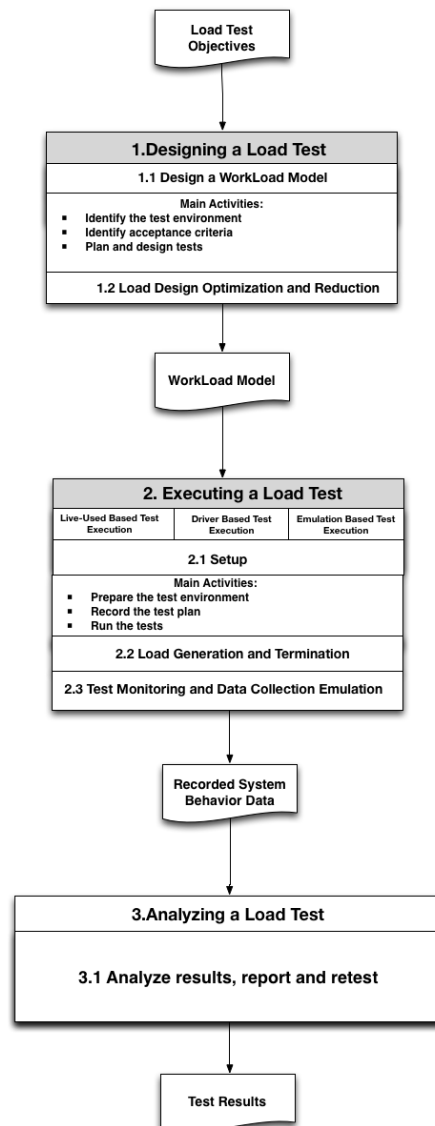 Load Test
Objectives
1.Designing a Load Test
1.1 Design a WorkLoad Model
Main Activities:
▪ Identify the test environment
▪ Identify acceptance criteria
▪ Plan and design tests
1.2 Load Design Optimization and Reduction
WorkLoad Model
2. Executing a Load Test
Live-Used Based Test
Execution
Driver Based Test
Execution
Emulation Based Test
Execution
2.1 Setup
Main Activities:
▪ Prepare the test environment
▪ Record the test plan
▪ Run the tests
2.2 Load Generation and Termination
2.3 Test Monitoring and Data Collection Emulation
Recorded System
Behavior Data
3.Analyzing a Load Test
3.1 Analyze results, report and retest
Test Results